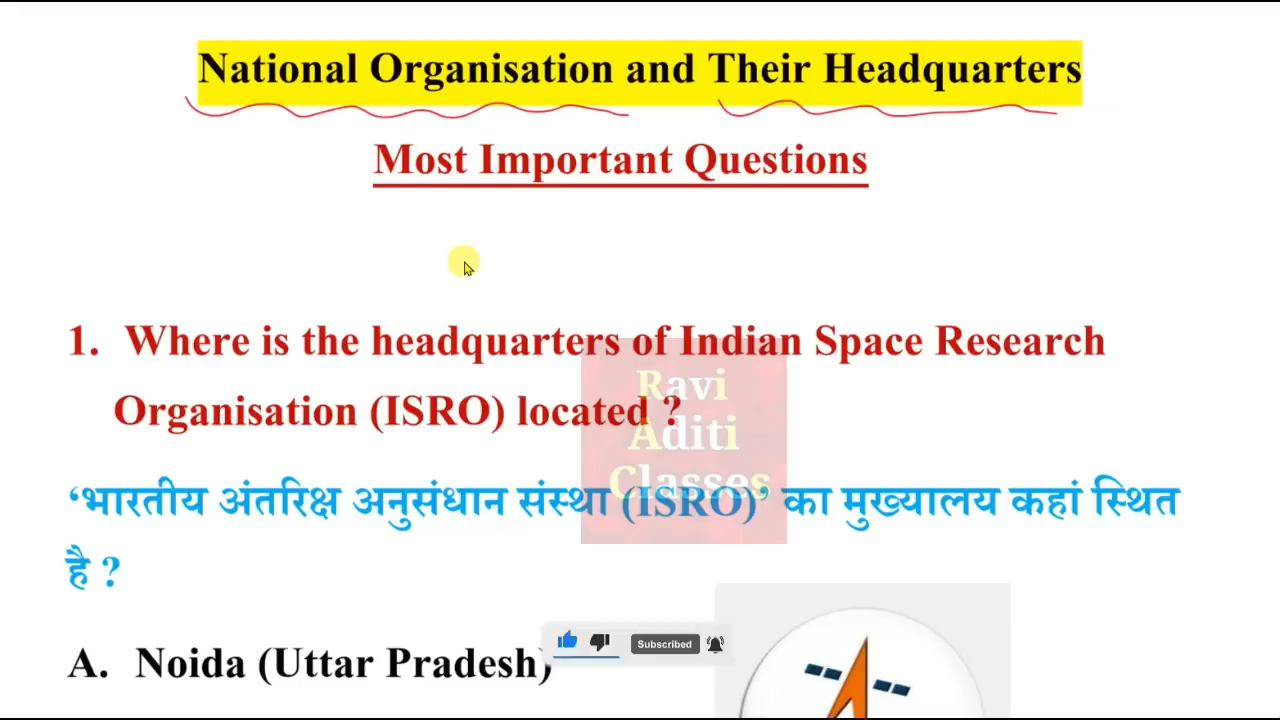 National Organisation and Their Headquarters
Most Important Questions
1. Where is the headquarters of Indian Space Research
Organisation (ISRO) located ?
Ravi
Aditi
Classes
‘भारतीय अंतरिक्ष अनुसंधान संस्था (ISRO)’ का मुख्यालय कहां स्थित
है ?
A. Noida (Uttar Pradesh)
Subscribed